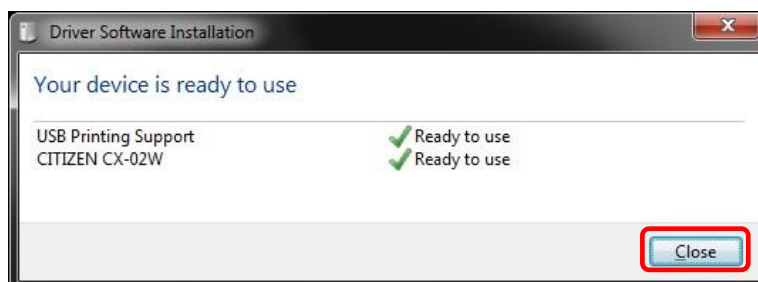 Driver Software Installation
Your device is ready to use
USB Printing Support Ready to use
CITIZEN CX-02W Ready to use
Close